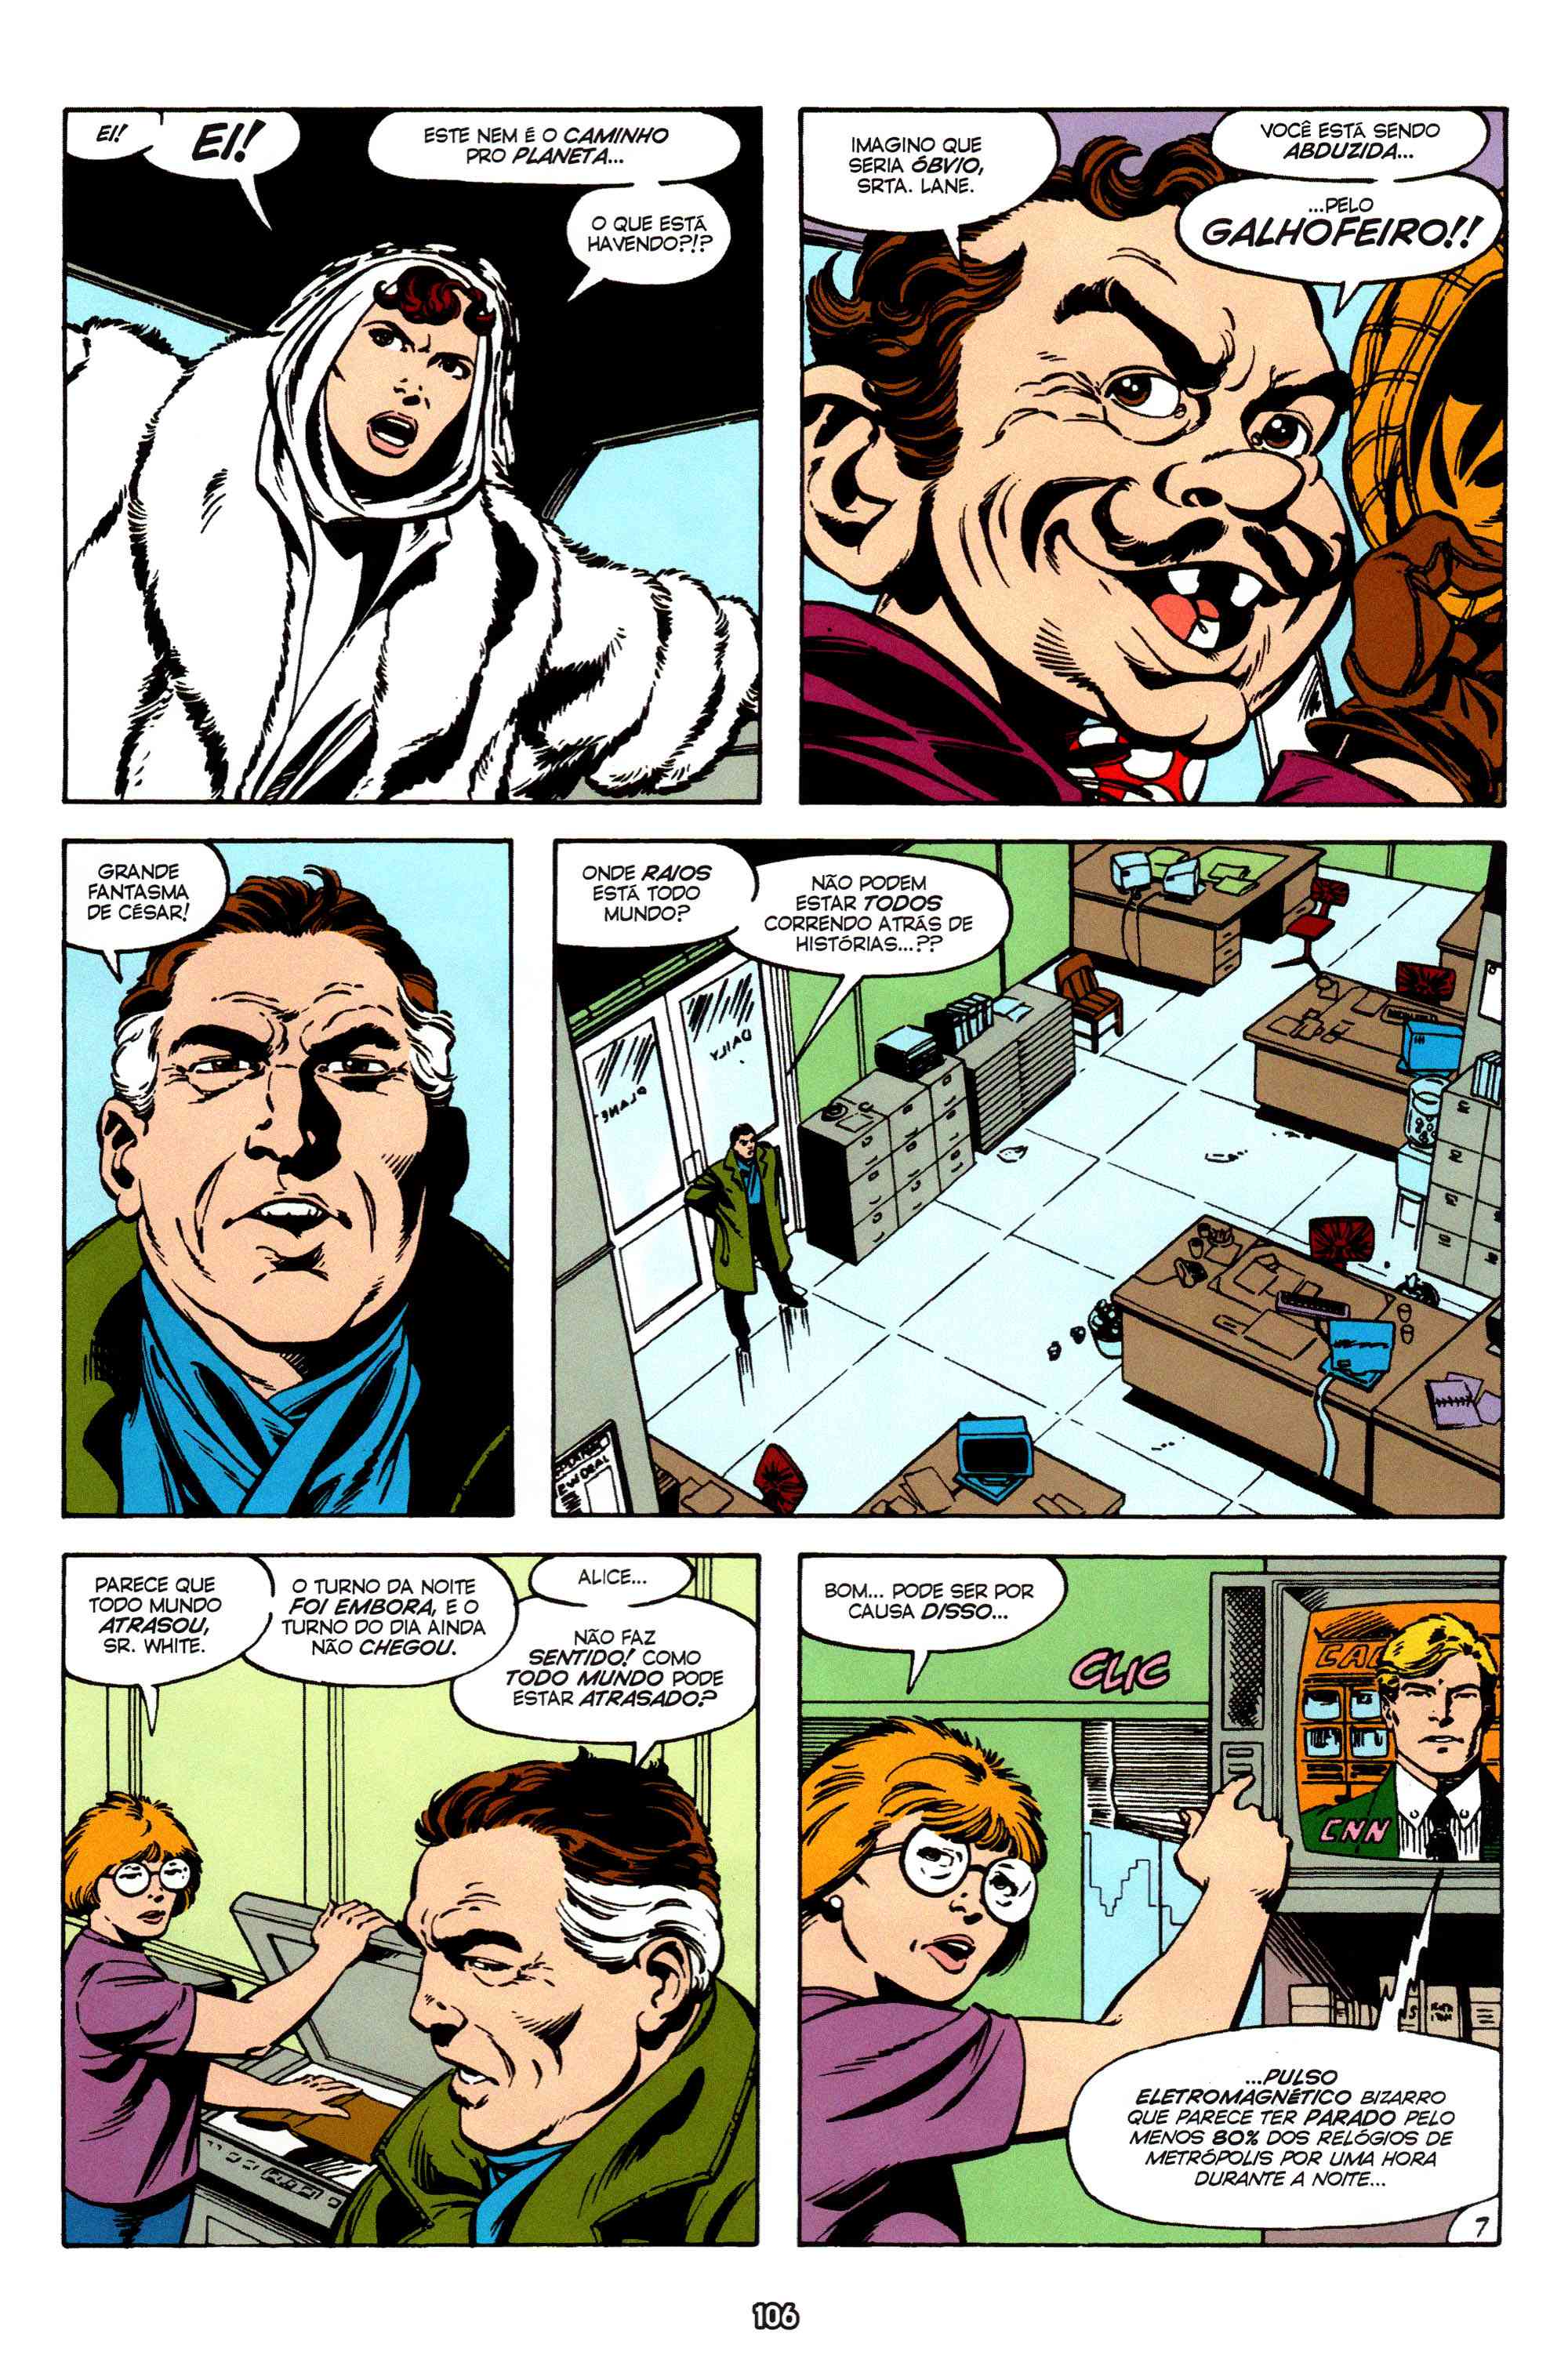 EI!
EI!
ESTE NEM É O CAMINHO
PRO PLANETA...
O QUE ESTÁ
HAVENDO?!?
IMAGINO QUE
SERIA ÓBVIO,
SRTA. LANE.
VOCÊ ESTÁ SENDO
ABDUZIDA...
...PELO
GALHOFEIRO!!
GRANDE
FANTASMA
DE CÉSAR!
ONDE RAIOS
ESTÁ TODO
MUNDO?
NÃO PODEM
ESTAR TODOS
CORRENDO ATRÁS DE
HISTÓRIAS...??
DAILY
PLANET
PARECE QUE
TODO MUNDO
ATRASOU,
SR. WHITE.
O TURNO DA NOITE
FOI EMBORA, E O
TURNO DO DIA AINDA
NÃO CHEGOU.
ALICE...
NÃO FAZ
SENTIDO! COMO
TODO MUNDO PODE
ESTAR ATRASADO?
BOM... PODE SER POR
CAUSA DISSO...
CLIC
CNN
...PULSO
ELETROMAGNÉTICO BIZARRO
QUE PARECE TER PARADO PELO
MENOS 80% DOS RELÓGIOS DE
METRÓPOLIS POR UMA HORA
DURANTE A NOITE...
7
106